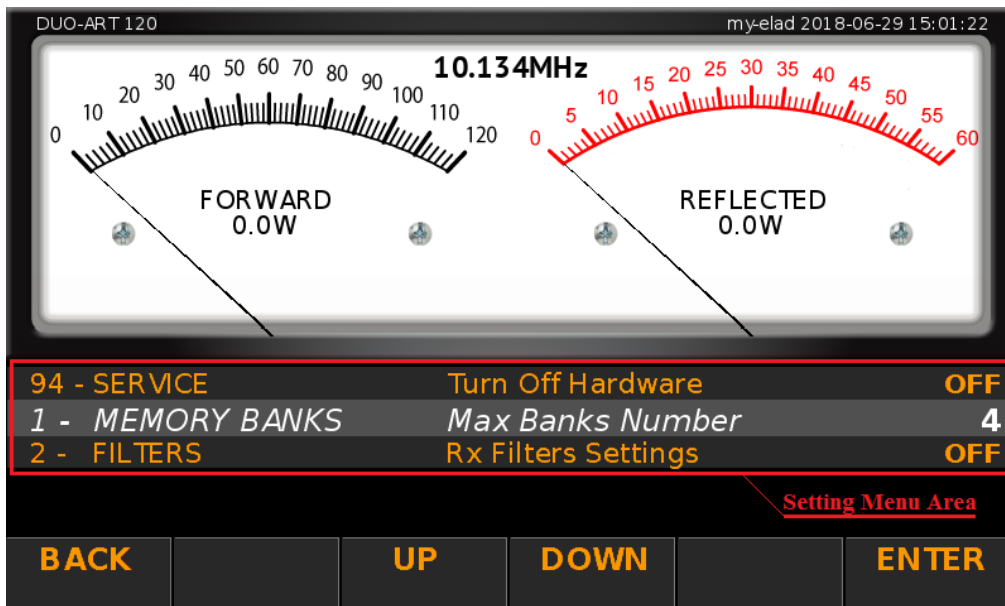 DUO-ART 120 my-elad 2018-06-29 15:01:22
10.134MHz
0 10 20 30 40 50 60 70 80 90 100 110 120
0 5 10 15 20 25 30 35 40 45 50 55 60
FORWARD REFLECTED
0.0W 0.0W
94 - SERVICE Turn Off Hardware OFF
1 - MEMORY BANKS Max Banks Number 4
2 - FILTERS Rx Filters Settings OFF
Setting Menu Area
BACK UP DOWN ENTER